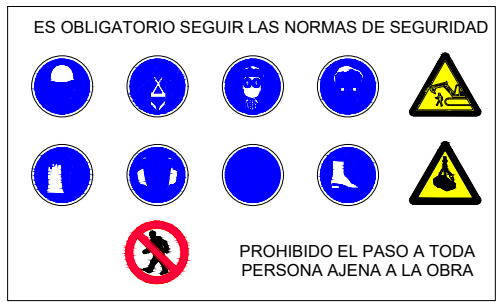 ES OBLIGATORIO SEGUIR LAS NORMAS DE SEGURIDAD
PROHIBIDO EL PASO A TODA
PERSONA AJENA A LA OBRA